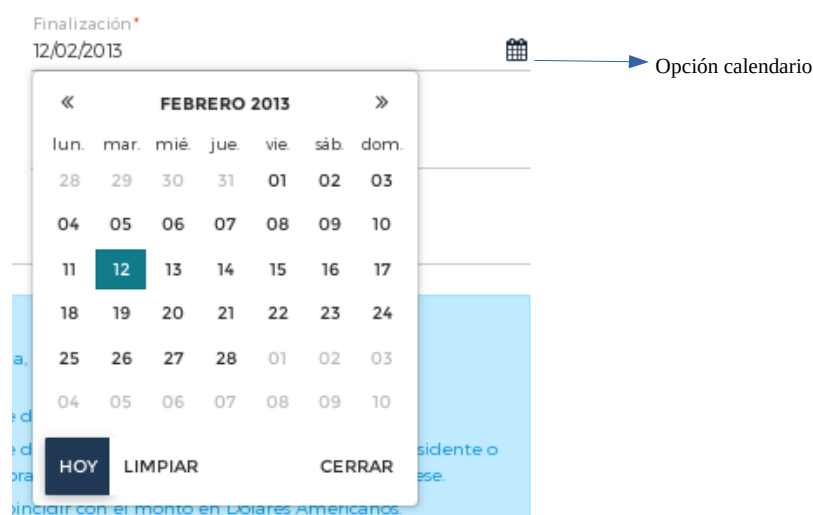 Finalización*
12/02/2013
Opción calendario
« FEBRERO 2013 »
lun. mar. mié. jue. vie. sáb. dom.
28 29 30 31 01 02 03
04 05 06 07 08 09 10
11 12 13 14 15 16 17
18 19 20 21 22 23 24
25 26 27 28 01 02 03
a,
04 05 06 07 08 09 10
e d
e d sidente o
HOY LIMPIAR CERRAR
ora ese.
oincidir con el monto en Dólares Americanos.